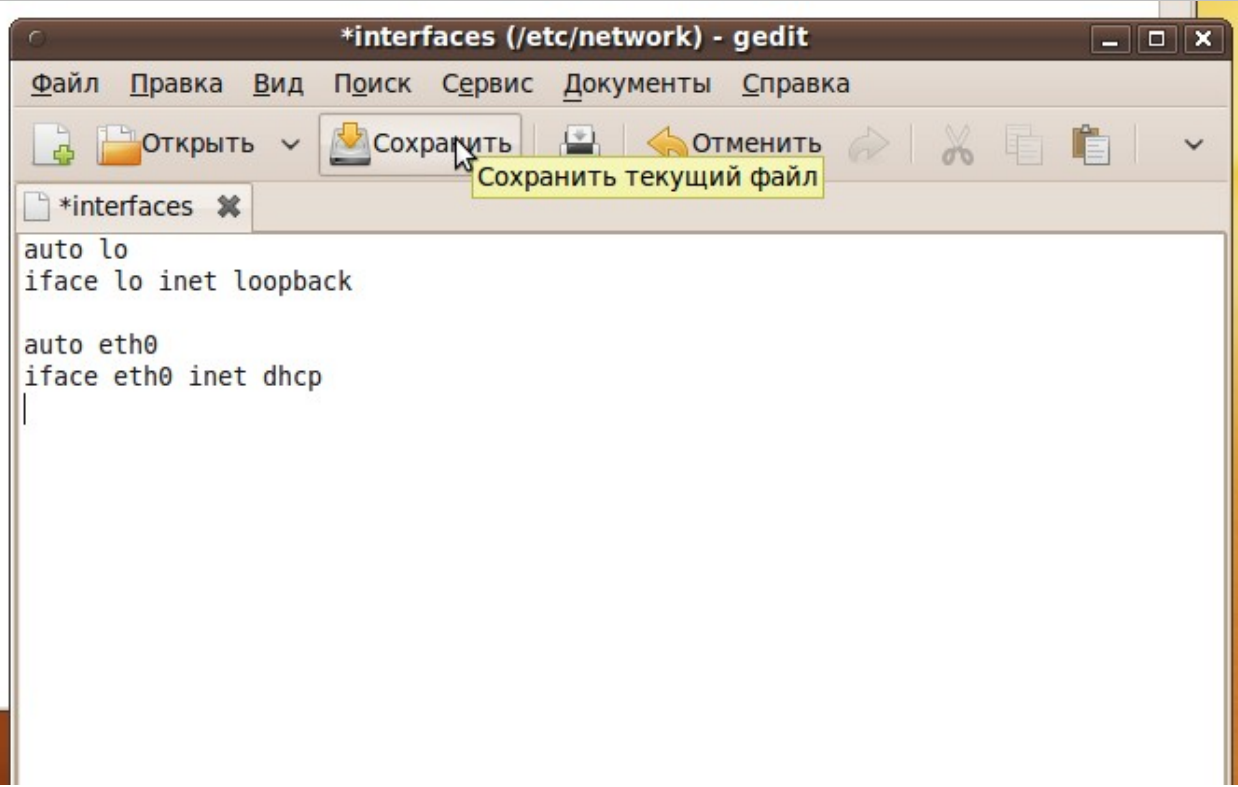 *interfaces (/etc/network) - gedit
Файл Правка Вид Поиск Сервис Документы Справка
Открыть Сохранить Отменить
Сохранить текущий файл
*interfaces
auto lo
iface lo inet loopback
auto eth0
iface eth0 inet dhcp